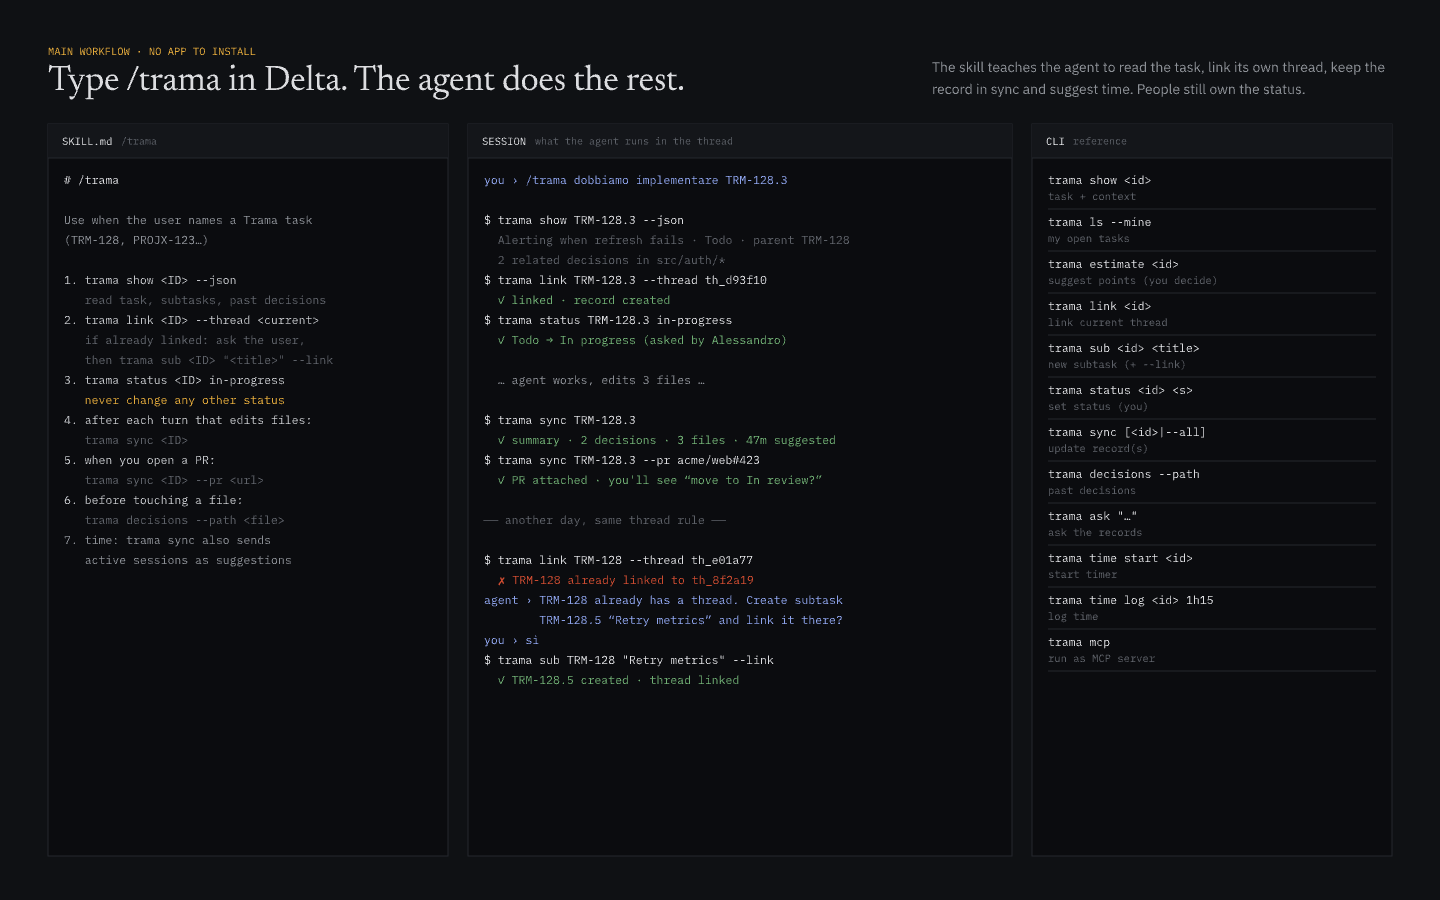 MAIN WORKFLOW · NO APP TO INSTALL
Type /trama in Delta. The agent does the rest.
The skill teaches the agent to read the task, link its own thread, keep the
record in sync and suggest time. People still own the status.
SKILL.md /trama
# /trama
Use when the user names a Trama task
(TRM-128, PROJX-123…)
1. trama show <ID> --json
read task, subtasks, past decisions
2. trama link <ID> --thread <current>
if already linked: ask the user,
then trama sub <ID> "<title>" --link
3. trama status <ID> in-progress
never change any other status
4. after each turn that edits files:
trama sync <ID>
5. when you open a PR:
trama sync <ID> --pr <url>
6. before touching a file:
trama decisions --path <file>
7. time: trama sync also sends
active sessions as suggestions
SESSION what the agent runs in the thread
you › /trama dobbiamo implementare TRM-128.3
$ trama show TRM-128.3 --json
Alerting when refresh fails · Todo · parent TRM-128
2 related decisions in src/auth/*
$ trama link TRM-128.3 --thread th_d93f10
✓ linked · record created
$ trama status TRM-128.3 in-progress
✓ Todo → In progress (asked by Alessandro)
… agent works, edits 3 files …
$ trama sync TRM-128.3
✓ summary · 2 decisions · 3 files · 47m suggested
$ trama sync TRM-128.3 --pr acme/web#423
✓ PR attached · you'll see “move to In review?”
── another day, same thread rule ──
$ trama link TRM-128 --thread th_e01a77
✗ TRM-128 already linked to th_8f2a19
agent › TRM-128 already has a thread. Create subtask
TRM-128.5 “Retry metrics” and link it there?
you › sì
$ trama sub TRM-128 "Retry metrics" --link
✓ TRM-128.5 created · thread linked
CLI reference
trama show <id>
task + context
trama ls --mine
my open tasks
trama estimate <id>
suggest points (you decide)
trama link <id>
link current thread
trama sub <id> <title>
new subtask (+ --link)
trama status <id> <s>
set status (you)
trama sync [<id>|--all]
update record(s)
trama decisions --path
past decisions
trama ask "…"
ask the records
trama time start <id>
start timer
trama time log <id> 1h15
log time
trama mcp
run as MCP server